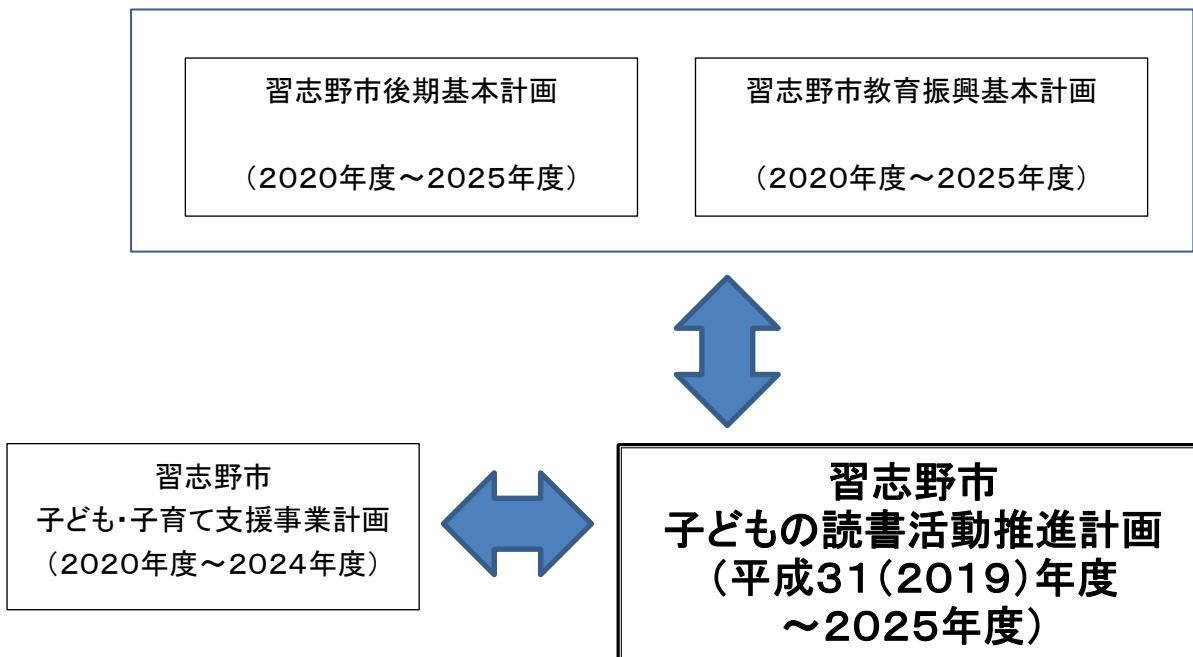 習志野市後期基本計画
（2020年度～2025年度）
習志野市教育振興基本計画
（2020年度～2025年度）
習志野市
子ども・子育て支援事業計画
（2020年度～2024年度）
習志野市
子どもの読書活動推進計画
（平成31（2019）年度
～2025年度）